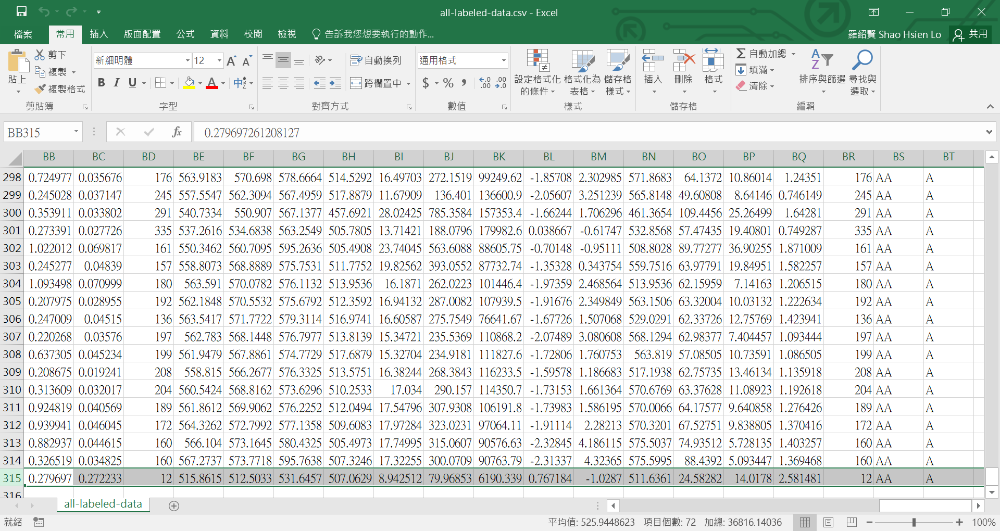 all-labeled-data.csv - Excel
檔案 常用 插入 版面配置 公式 資料 校閱 檢視 告訴我您想要執行的動作... 羅紹賢 Shao Hsien Lo 共用
貼上 剪下 複製 複製格式 剪貼簿
新細明體 12 A A B I U A 中 字型
自動換列 跨欄置中 對齊方式
通用格式 $ % , ←.0 .00 .00 →.0 數值
設定格式化的條件 格式化為表格 儲存格樣式 樣式
插入 刪除 格式 儲存格
Σ 自動加總 填滿 清除 排序與篩選 尋找與選取 編輯
BB315 fx 0.279697261208127
BB BC BD BE BF BG BH BI BJ BK BL BM BN BO BP BQ BR BS BT
298 0.724977 0.035676 176 563.9183 570.698 578.6664 514.5292 16.49703 272.1519 99249.62 -1.85708 2.302985 571.8683 64.1372 10.86014 1.24351 176 AA A
299 0.245028 0.037147 245 557.5547 562.3094 567.4959 517.8879 11.67909 136.401 136600.9 -2.05607 3.251239 565.8148 49.60808 8.64146 0.746149 245 AA A
300 0.353911 0.033802 291 540.7334 550.907 567.1377 457.6921 28.02425 785.3584 157353.4 -1.66244 1.706296 461.3654 109.4456 25.26499 1.64281 291 AA A
301 0.273391 0.027726 335 537.2616 534.6838 563.2549 505.7805 13.71421 188.0796 179982.6 0.038667 -0.61747 532.8568 57.47435 19.40801 0.749287 335 AA A
302 1.022012 0.069817 161 550.3462 560.7095 595.2636 505.4908 23.74045 563.6088 88605.75 -0.70148 -0.95111 508.8028 89.77277 36.90255 1.871009 161 AA A
303 0.245277 0.04839 157 558.8073 568.8889 575.7531 511.7752 19.82562 393.0552 87732.74 -1.35328 0.343754 559.7516 63.97791 19.84951 1.582257 157 AA A
304 1.093498 0.070999 180 563.591 570.0782 576.1132 513.9536 16.1871 262.0223 101446.4 -1.97359 2.468564 513.9536 62.15959 7.14163 1.206515 180 AA A
305 0.207975 0.028955 192 562.1848 570.5532 575.6792 512.3592 16.94132 287.0082 107939.5 -1.91676 2.349849 563.1506 63.32004 10.03132 1.222634 192 AA A
306 0.247009 0.04515 136 563.5417 571.7722 579.3114 516.9741 16.60587 275.7549 76641.67 -1.67726 1.507068 529.0291 62.33726 12.75769 1.423941 136 AA A
307 0.220268 0.03576 197 562.783 568.1448 576.7977 513.8139 15.34721 235.5369 110868.2 -2.07489 3.080608 568.1294 62.98377 7.404457 1.093444 197 AA A
308 0.637305 0.045234 199 561.9479 567.8861 574.7729 517.6879 15.32704 234.9181 111827.6 -1.72806 1.760753 563.819 57.08505 10.73591 1.086505 199 AA A
309 0.208675 0.019241 208 558.815 566.2677 576.3325 513.5751 16.38244 268.3843 116233.5 -1.59578 1.186683 517.1938 62.75735 13.46134 1.135918 208 AA A
310 0.313609 0.032017 204 560.5424 568.8162 573.6296 510.2533 17.034 290.157 114350.7 -1.73153 1.661364 570.6769 63.37628 11.08923 1.192618 204 AA A
311 0.924819 0.040569 189 561.8612 569.9062 576.2252 512.0494 17.54796 307.9308 106191.8 -1.73983 1.586195 570.0066 64.17577 9.640858 1.276426 189 AA A
312 0.939941 0.046045 172 564.3262 572.7992 577.1358 509.6083 17.97284 323.0231 97064.11 -1.91114 2.28213 570.3201 67.52751 9.838805 1.370416 172 AA A
313 0.882937 0.044615 160 566.104 573.1645 580.4325 505.4973 17.74995 315.0607 90576.63 -2.32845 4.186115 575.5037 74.93512 5.728135 1.403257 160 AA A
314 0.326519 0.034825 160 567.2737 573.7718 595.7638 507.3246 17.32255 300.0709 90763.79 -2.31337 4.32365 575.5995 88.4392 5.093447 1.369468 160 AA A
315 0.279697 0.272233 12 515.8615 512.5033 531.6457 507.0629 8.942512 79.96853 6190.339 0.767184 -1.0287 511.6361 24.58282 14.0178 2.581481 12 AA A
316
all-labeled-data
就緒 平均值: 525.9448623 項目個數: 72 加總: 36816.14036 100%